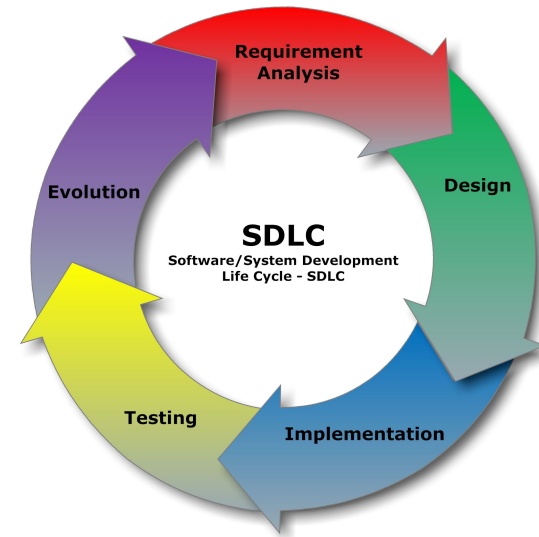 Requirement
Analysis
Design
Evolution
SDLC
Software/System Development
Life Cycle - SDLC
Testing
Implementation